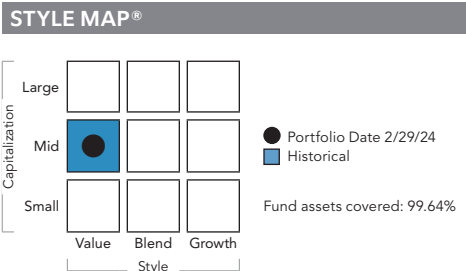 STYLE MAP®
Capitalization
Large
Mid
Small
Value Blend Growth
Style
Portfolio Date 2/29/24
Historical
Fund assets covered: 99.64%